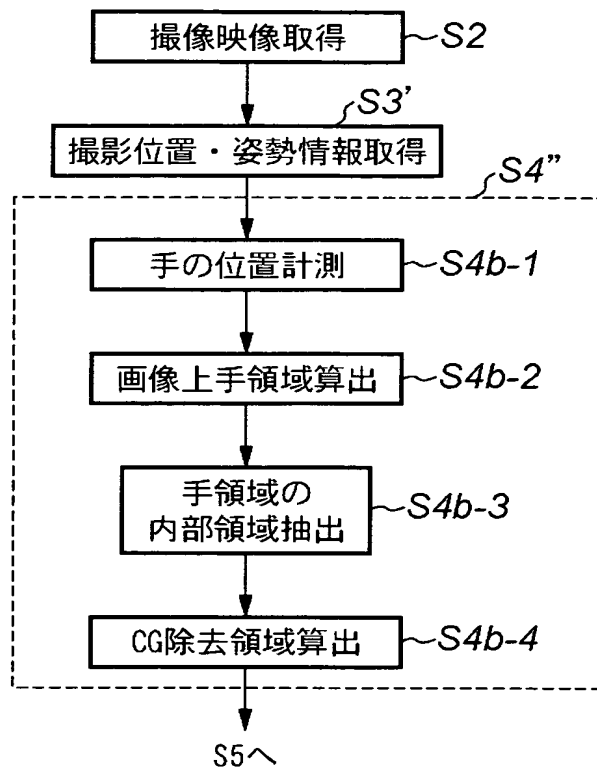 撮像映像取得 S2
S3'
撮影位置・姿勢情報取得
S4"
手の位置計測 S4b-1
画像上手領域算出 S4b-2
手領域の
内部領域抽出 S4b-3
CG除去領域算出 S4b-4
S5へ